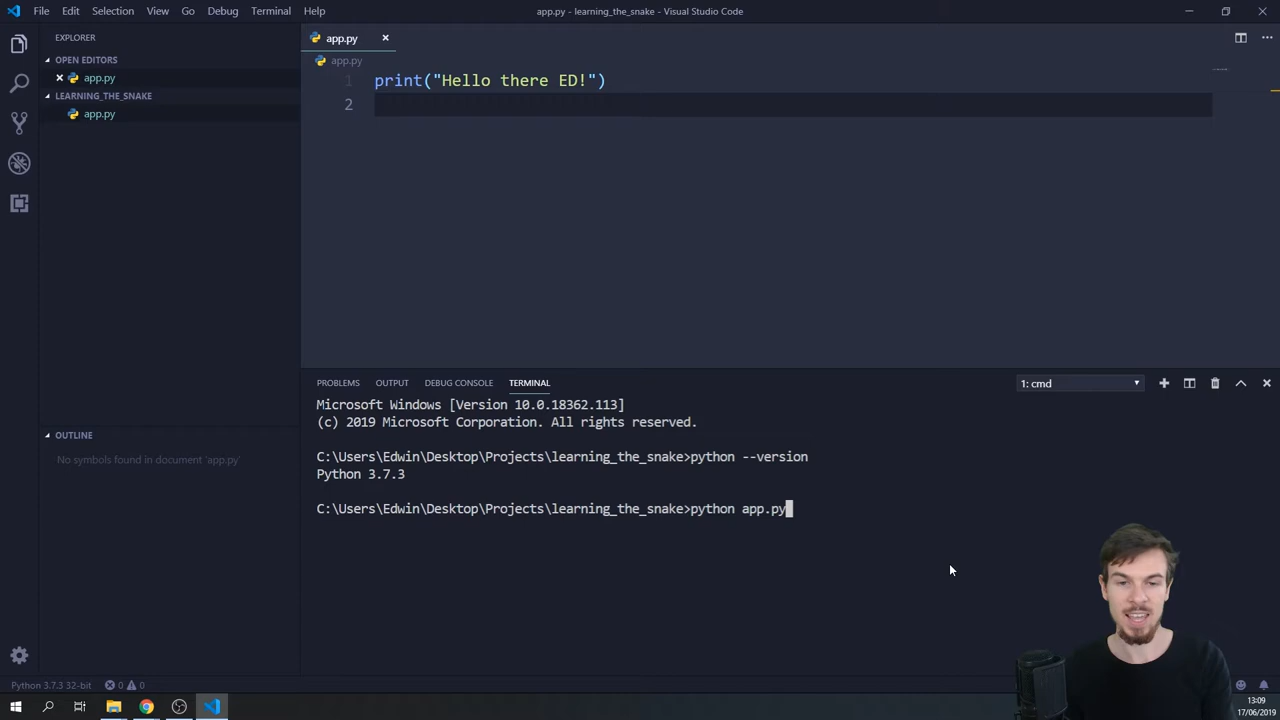 File Edit Selection View Go Debug Terminal Help
app.py - learning_the_snake - Visual Studio Code
EXPLORER
OPEN EDITORS
app.py
LEARNING_THE_SNAKE
app.py
OUTLINE
No symbols found in document 'app.py'
app.py
app.py
1 print("Hello there ED!")
2
PROBLEMS OUTPUT DEBUG CONSOLE TERMINAL
1: cmd
Microsoft Windows [Version 10.0.18362.113]
(c) 2019 Microsoft Corporation. All rights reserved.
C:\Users\Edwin\Desktop\Projects\learning_the_snake>python --version
Python 3.7.3
C:\Users\Edwin\Desktop\Projects\learning_the_snake>python app.py
Python 3.7.3 32-bit 0 0
13:09
17/06/2019